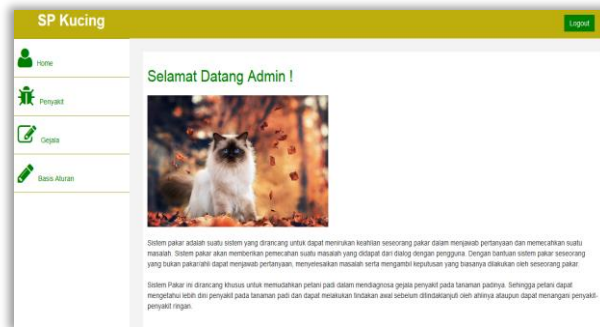 SP Kucing
Logout
Home
Penyakit
Gejala
Basis Aturan
Selamat Datang Admin !
Sistem pakar adalah suatu sistem yang dirancang untuk dapat menirukan keahlian seseorang pakar dalam menjawab pertanyaan dan memecahkan suatu
masalah. Sistem pakar akan memberikan pemecahan suatu masalah yang didapat dari dialog dengan pengguna. Dengan bantuan sistem pakar seseorang
yang bukan pakar/ahli dapat menjawab pertanyaan, menyelesaikan masalah serta mengambil keputusan yang biasanya dilakukan oleh seorang pakar.
Sistem Pakar ini dirancang khusus untuk memudahkan petani padi dalam mendiagnosa gejala penyakit pada tanaman padinya. Sehingga petani dapat
mengetahui lebih dini penyakit pada tanaman padi dan dapat melakukan tindakan awal sebelum ditindaklanjuti oleh ahlinya ataupun dapat menangani penyakit-
penyakit ringan.